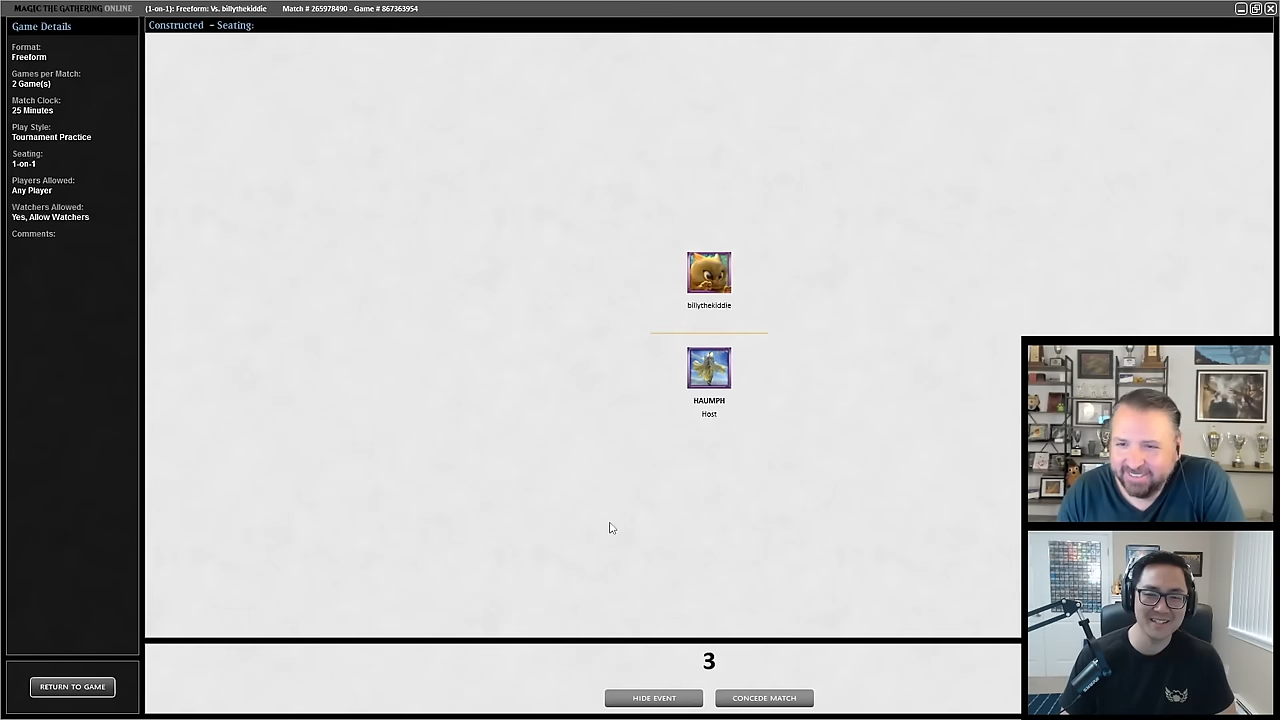 MAGIC THE GATHERING ONLINE
(1-on-1): Freeform: Vs. billythekiddie
Match # 265978490 - Game # 867363954
Game Details
Constructed - Seating:
Format:
Freeform
Games per Match:
2 Game(s)
Match Clock:
25 Minutes
Play Style:
Tournament Practice
Seating:
1-on-1
Players Allowed:
Any Player
Watchers Allowed:
Yes, Allow Watchers
Comments:
billythekiddie
HAUMPH
Host
3
RETURN TO GAME
HIDE EVENT
CONCEDE MATCH